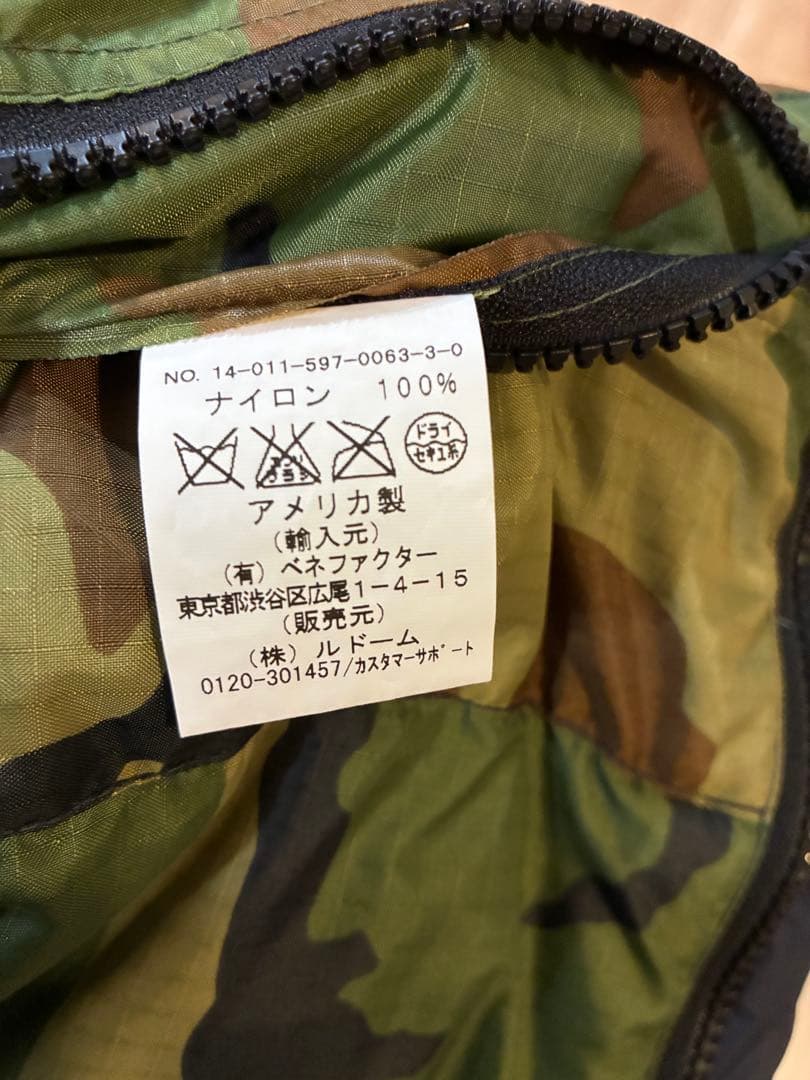 NO. 14-011-597-0063-3-0
ナイロン 100%
ドライ
セキユ系
アメリカ製
(輸入元)
(有) ベネファクター
東京都渋谷区広尾1-4-15
(販売元)
(株) ルドーム
0120-301457/カスタマーサポート